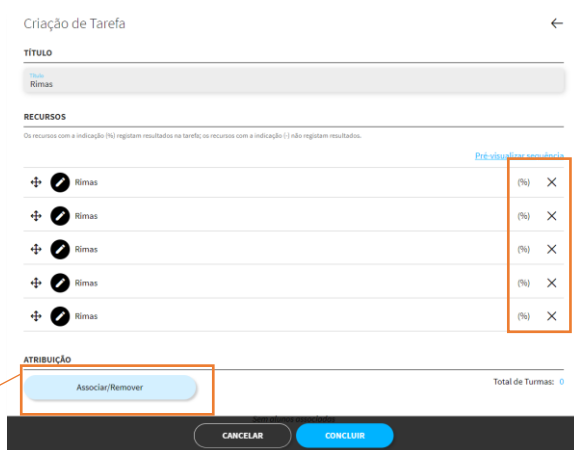 Criação de Tarefa
TÍTULO
Título
Rimas
RECURSOS
Os recursos com a indicação (%) registam resultados na tarefa; os recursos com a indicação (-) não registam resultados.
Pré-visualizar sequência
Rimas (%)
Rimas (%)
Rimas (%)
Rimas (%)
Rimas (%)
ATRIBUIÇÃO
Associar/Remover
Total de Turmas: 0
CANCELAR CONCLUIR